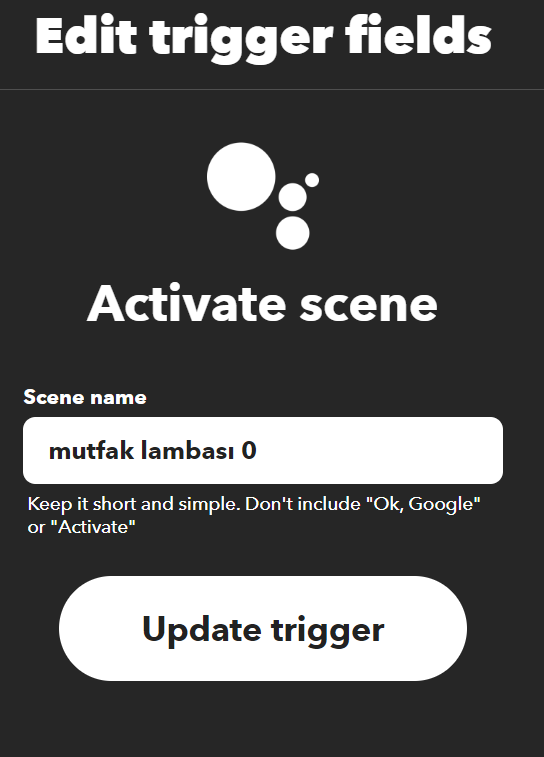 Edit trigger fields
Activate scene
Scene name
mutfak lambası 0
Keep it short and simple. Don't include "Ok, Google"
or "Activate"
Update trigger